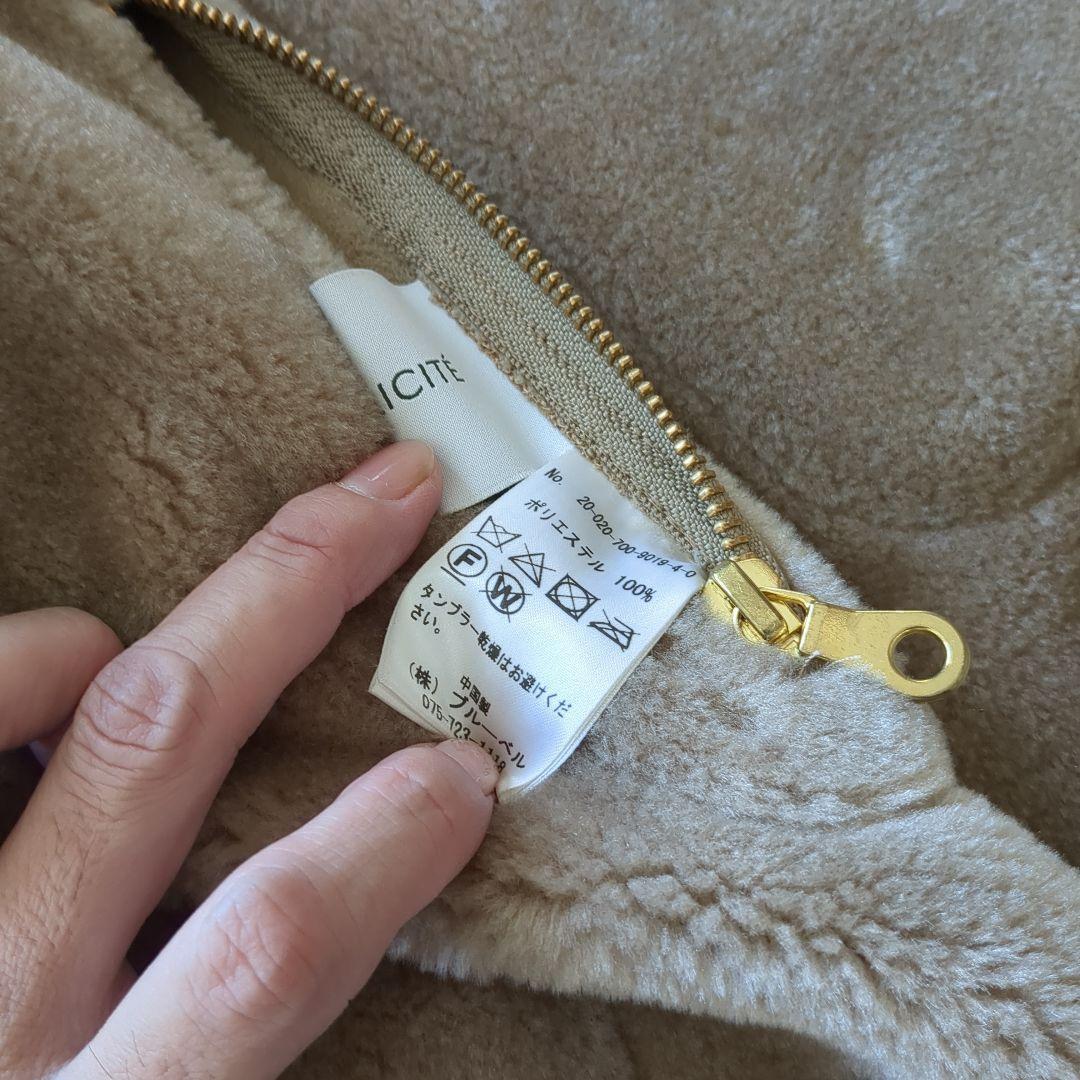 ICITÉ
No. 20-020-700-9019-4-0
ポリエステル 100%
F
W
タンブラー乾燥はお避けくだ
さい。
中国製
(株) ブルーベル
075-723-1118